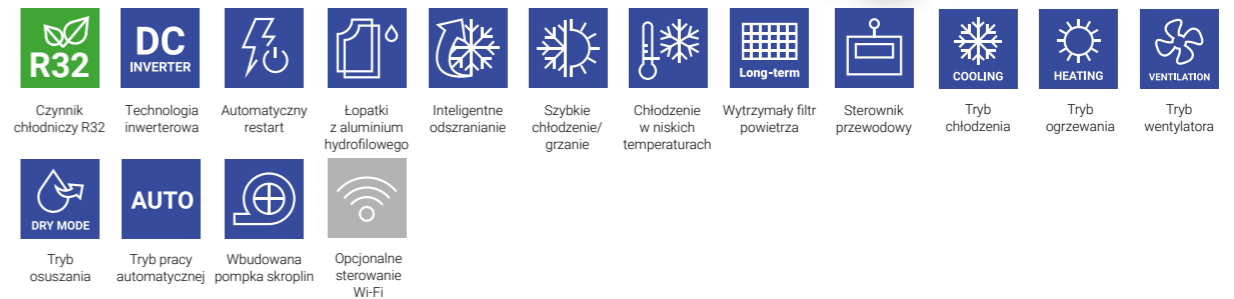 R32
DC
INVERTER
Long-term
COOLING
HEATING
VENTILATION
Czynnik
chłodniczy R32
Technologia
inwerterowa
Automatyczny
restart
Łopatki
z aluminium
hydrofilowego
Inteligentne
odszranianie
Szybkie
chłodzenie/
grzanie
Chłodzenie
w niskich
temperaturach
Wytrzymały filtr
powietrza
Sterownik
przewodowy
Tryb
chłodzenia
Tryb
ogrzewania
Tryb
wentylatora
DRY MODE
AUTO
Tryb
osuszania
Tryb pracy
automatycznej
Wbudowana
pompka skroplin
Opcjonalne
sterowanie
Wi-Fi